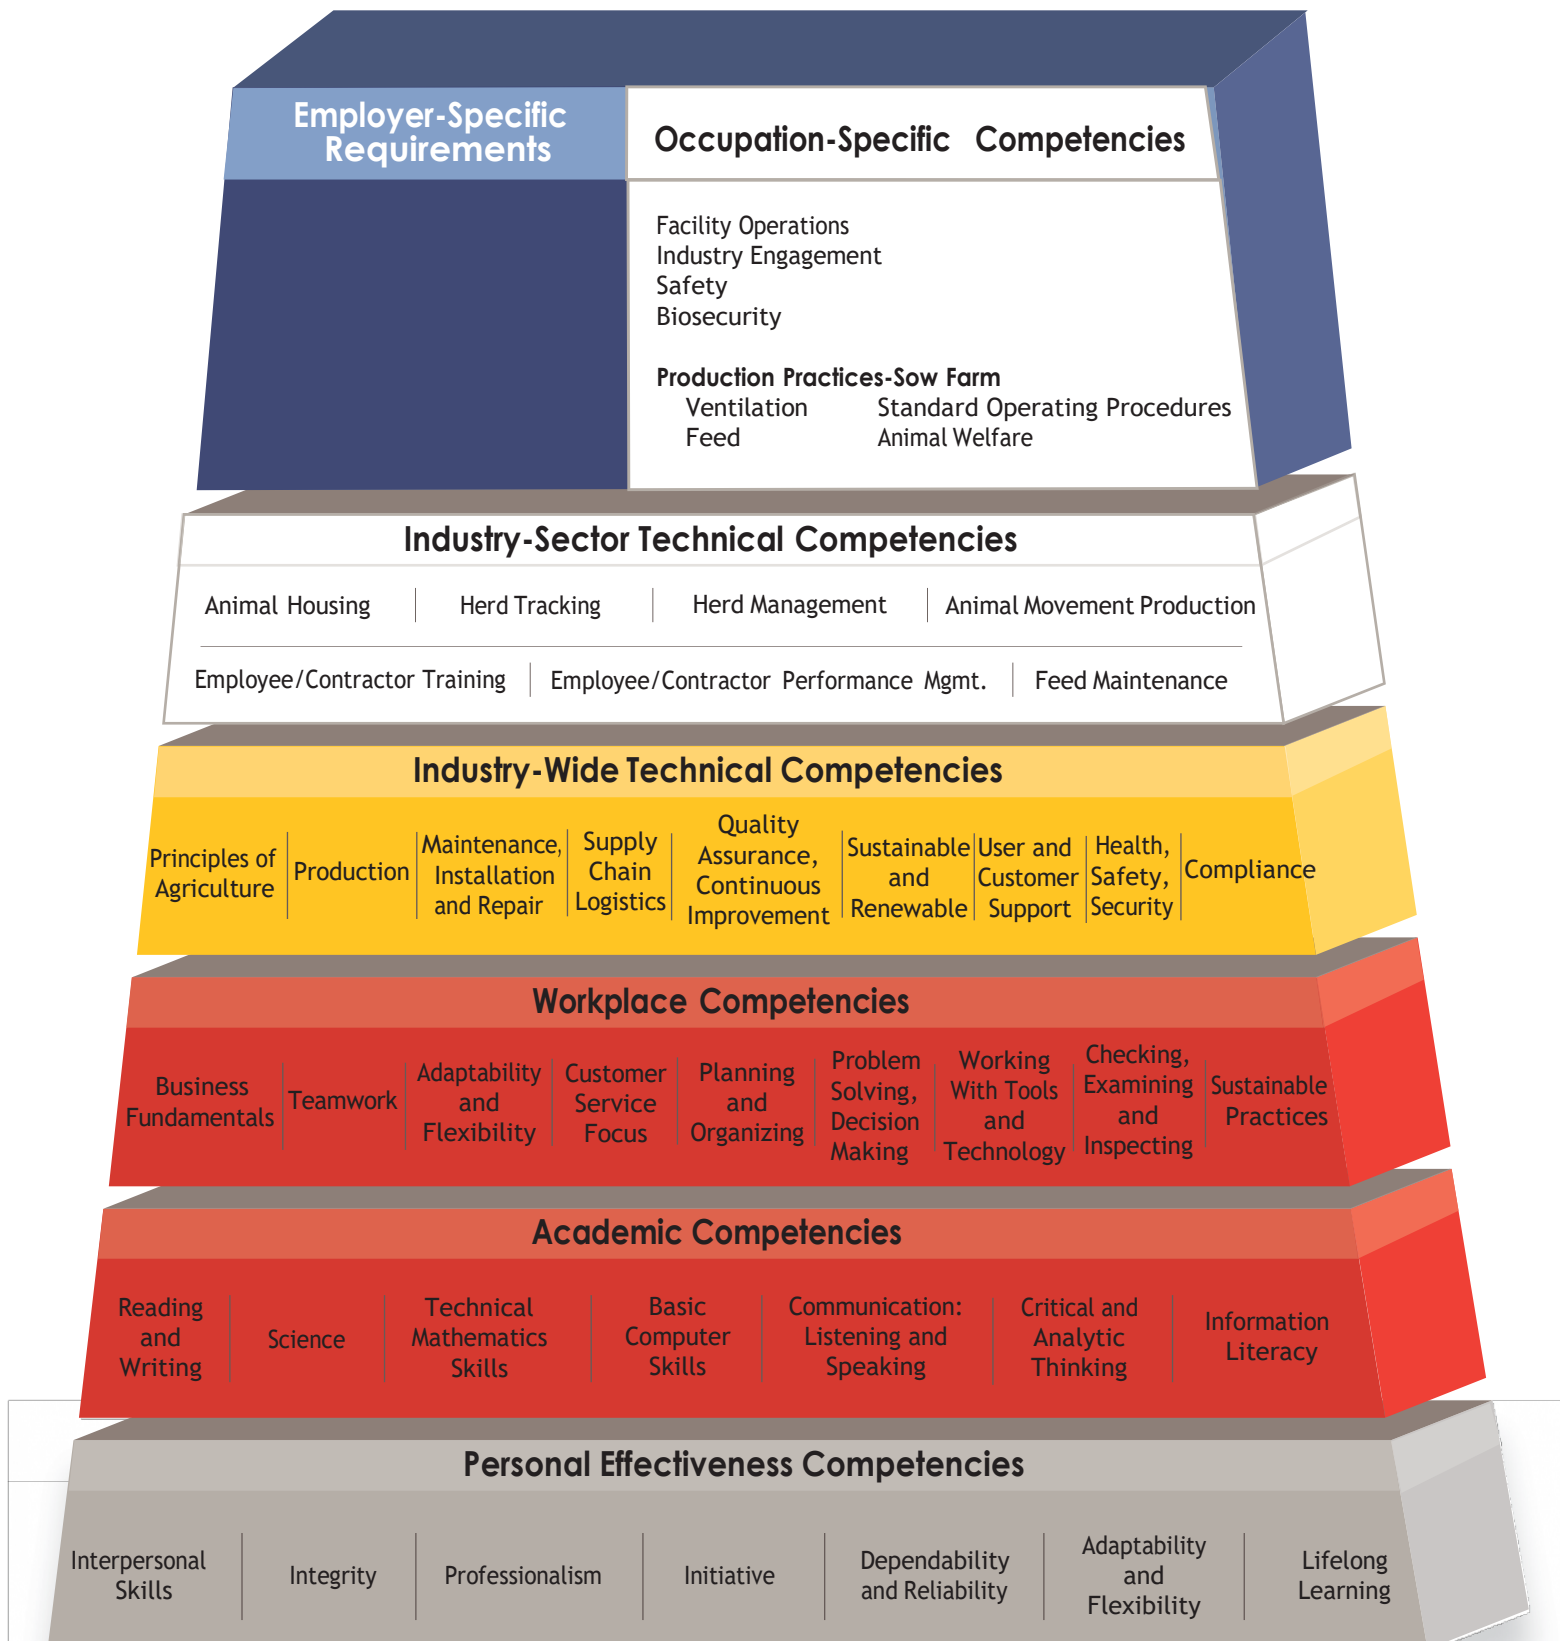 Employer-Specific
Requirements
Occupation-Specific Competencies
Facility Operations
Industry Engagement
Safety
Biosecurity
Production Practices-Sow Farm
Ventilation Standard Operating Procedures
Feed Animal Welfare
Industry-Sector Technical Competencies
Animal Housing Herd Tracking Herd Management Animal Movement Production
Employee/Contractor Training Employee/Contractor Performance Mgmt. Feed Maintenance
Industry-Wide Technical Competencies
Principles of
Agriculture
Production
Maintenance,
Installation
and Repair
Supply
Chain
Logistics
Quality
Assurance,
Continuous
Improvement
Sustainable
and
Renewable
User and
Customer
Support
Health,
Safety,
Security
Compliance
Workplace Competencies
Business
Fundamentals
Teamwork
Adaptability
and
Flexibility
Customer
Service
Focus
Planning
and
Organizing
Problem
Solving,
Decision
Making
Working
With Tools
and
Technology
Checking,
Examining
and
Inspecting
Sustainable
Practices
Academic Competencies
Reading
and
Writing
Science
Technical
Mathematics
Skills
Basic
Computer
Skills
Communication:
Listening and
Speaking
Critical and
Analytic
Thinking
Information
Literacy
Personal Effectiveness Competencies
Interpersonal
Skills
Integrity
Professionalism
Initiative
Dependability
and Reliability
Adaptability
and
Flexibility
Lifelong
Learning